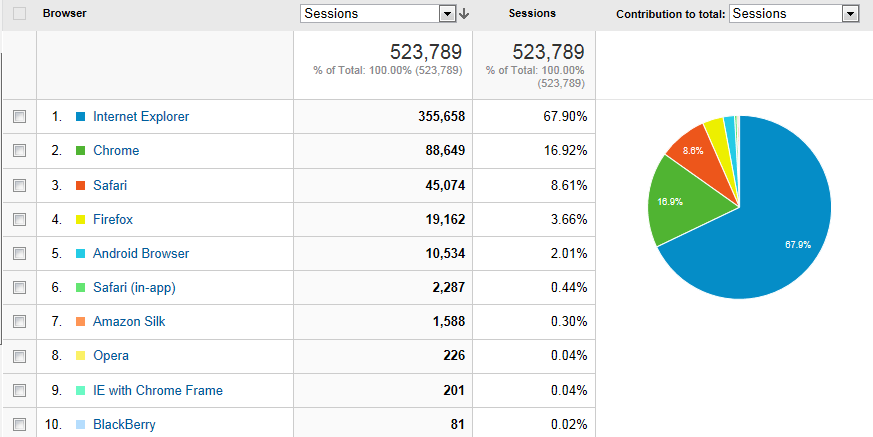 Browser Sessions Sessions Contribution to total: Sessions
523,789 523,789
% of Total: 100.00% (523,789) % of Total: 100.00%
(523,789)
1. Internet Explorer 355,658 67.90%
2. Chrome 88,649 16.92%
3. Safari 45,074 8.61%
4. Firefox 19,162 3.66%
5. Android Browser 10,534 2.01%
6. Safari (in-app) 2,287 0.44%
7. Amazon Silk 1,588 0.30%
8. Opera 226 0.04%
9. IE with Chrome Frame 201 0.04%
10. BlackBerry 81 0.02%
8.6%
16.9%
67.9%